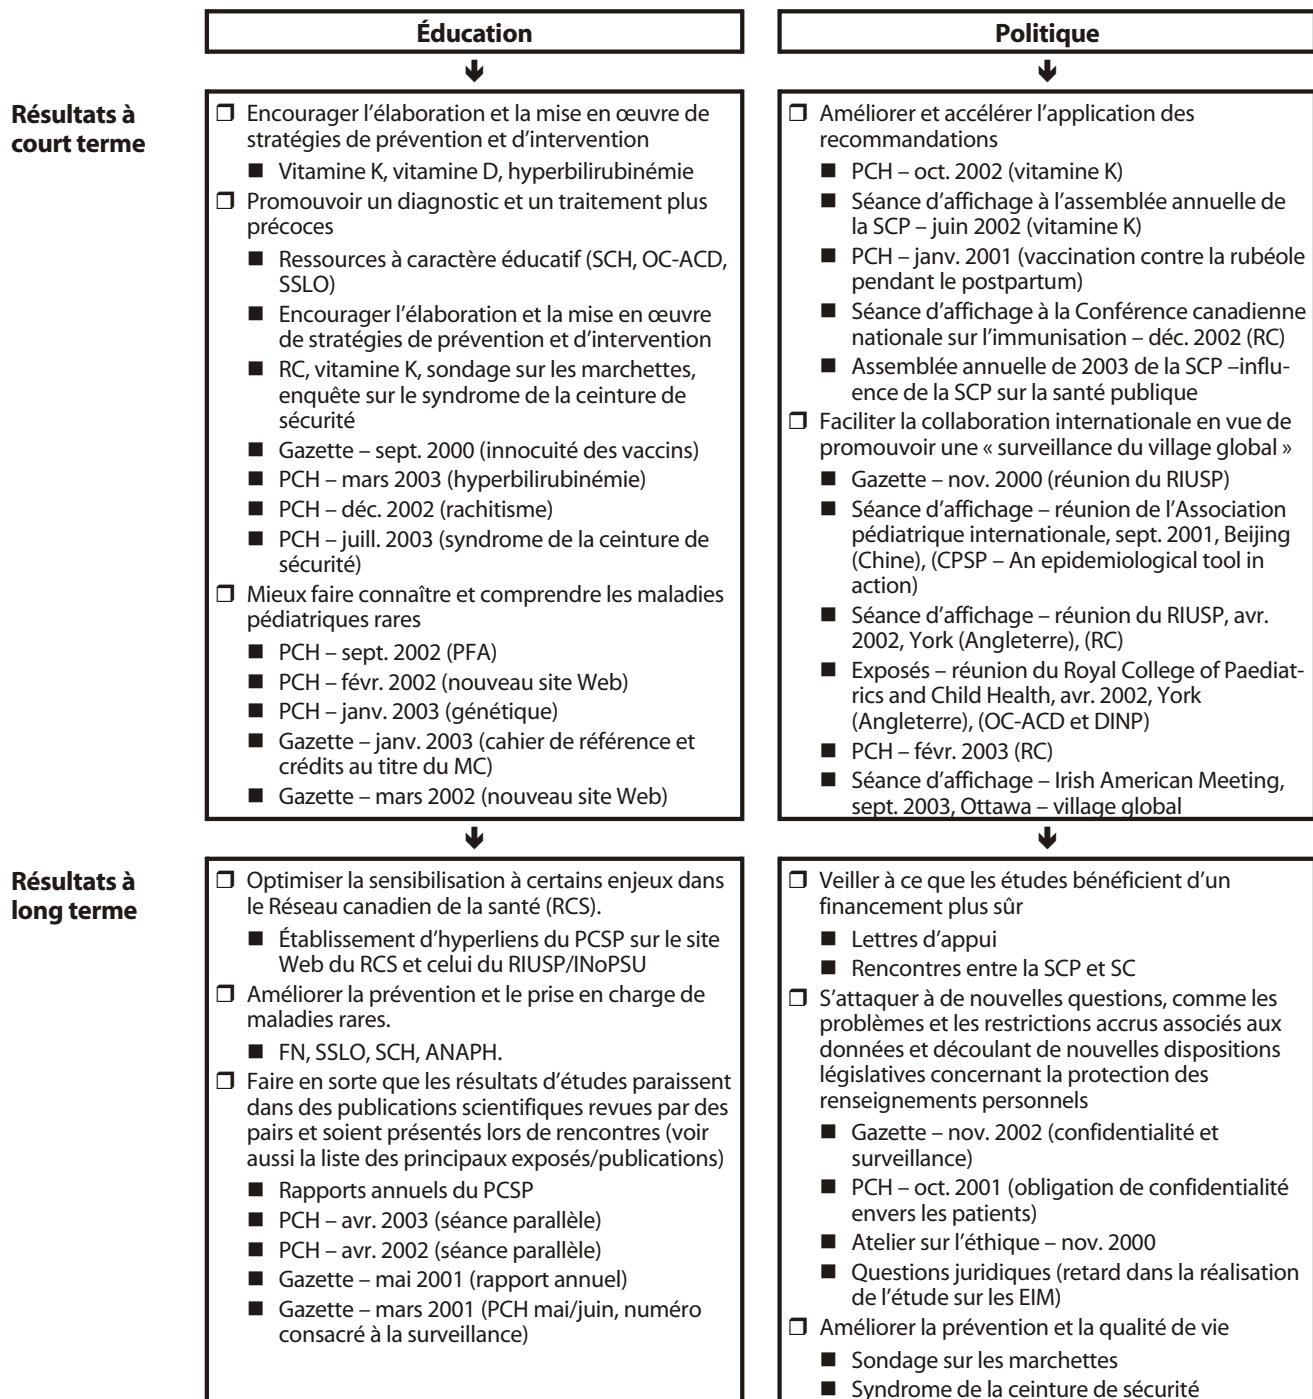 Éducation
Politique
Résultats à
court terme
Encourager l'élaboration et la mise en œuvre de
stratégies de prévention et d'intervention
Vitamine K, vitamine D, hyperbilirubinémie
Promouvoir un diagnostic et un traitement plus
précoces
Ressources à caractère éducatif (SCH, OC-ACD,
SSLO)
Encourager l'élaboration et la mise en œuvre
de stratégies de prévention et d'intervention
RC, vitamine K, sondage sur les marchettes,
enquête sur le syndrome de la ceinture de
sécurité
Gazette – sept. 2000 (innocuité des vaccins)
PCH – mars 2003 (hyperbilirubinémie)
PCH – déc. 2002 (rachitisme)
PCH – juill. 2003 (syndrome de la ceinture de
sécurité)
Mieux faire connaître et comprendre les maladies
pédiatriques rares
PCH – sept. 2002 (PFA)
PCH – févr. 2002 (nouveau site Web)
PCH – janv. 2003 (génétique)
Gazette – janv. 2003 (cahier de référence et
crédits au titre du MC)
Gazette – mars 2002 (nouveau site Web)
Améliorer et accélérer l'application des
recommandations
PCH – oct. 2002 (vitamine K)
Séance d'affichage à l'assemblée annuelle de
la SCP – juin 2002 (vitamine K)
PCH – janv. 2001 (vaccination contre la rubéole
pendant le postpartum)
Séance d'affichage à la Conférence canadienne
nationale sur l'immunisation – déc. 2002 (RC)
Assemblée annuelle de 2003 de la SCP –influ-
ence de la SCP sur la santé publique
Faciliter la collaboration internationale en vue de
promouvoir une « surveillance du village global »
Gazette – nov. 2000 (réunion du RIUSP)
Séance d'affichage – réunion de l'Association
pédiatrique internationale, sept. 2001, Beijing
(Chine), (CPSP – An epidemiological tool in
action)
Séance d'affichage – réunion du RIUSP, avr.
2002, York (Angleterre), (RC)
Exposés – réunion du Royal College of Paediat-
rics and Child Health, avr. 2002, York
(Angleterre), (OC-ACD et DINP)
PCH – févr. 2003 (RC)
Séance d'affichage – Irish American Meeting,
sept. 2003, Ottawa – village global
Résultats à
long terme
Optimiser la sensibilisation à certains enjeux dans
le Réseau canadien de la santé (RCS).
Établissement d'hyperliens du PCSP sur le site
Web du RCS et celui du RIUSP/INoPSU
Améliorer la prévention et le prise en charge de
maladies rares.
FN, SSLO, SCH, ANAPH.
Faire en sorte que les résultats d'études paraissent
dans des publications scientifiques revues par des
pairs et soient présentés lors de rencontres (voir
aussi la liste des principaux exposés/publications)
Rapports annuels du PCSP
PCH – avr. 2003 (séance parallèle)
PCH – avr. 2002 (séance parallèle)
Gazette – mai 2001 (rapport annuel)
Gazette – mars 2001 (PCH mai/juin, numéro
consacré à la surveillance)
Veiller à ce que les études bénéficient d'un
financement plus sûr
Lettres d'appui
Rencontres entre la SCP et SC
S'attaquer à de nouvelles questions, comme les
problèmes et les restrictions accrus associés aux
données et découlant de nouvelles dispositions
législatives concernant la protection des
renseignements personnels
Gazette – nov. 2002 (confidentialité et
surveillance)
PCH – oct. 2001 (obligation de confidentialité
envers les patients)
Atelier sur l'éthique – nov. 2000
Questions juridiques (retard dans la réalisation
de l'étude sur les EIM)
Améliorer la prévention et la qualité de vie
Sondage sur les marchettes
Syndrome de la ceinture de sécurité